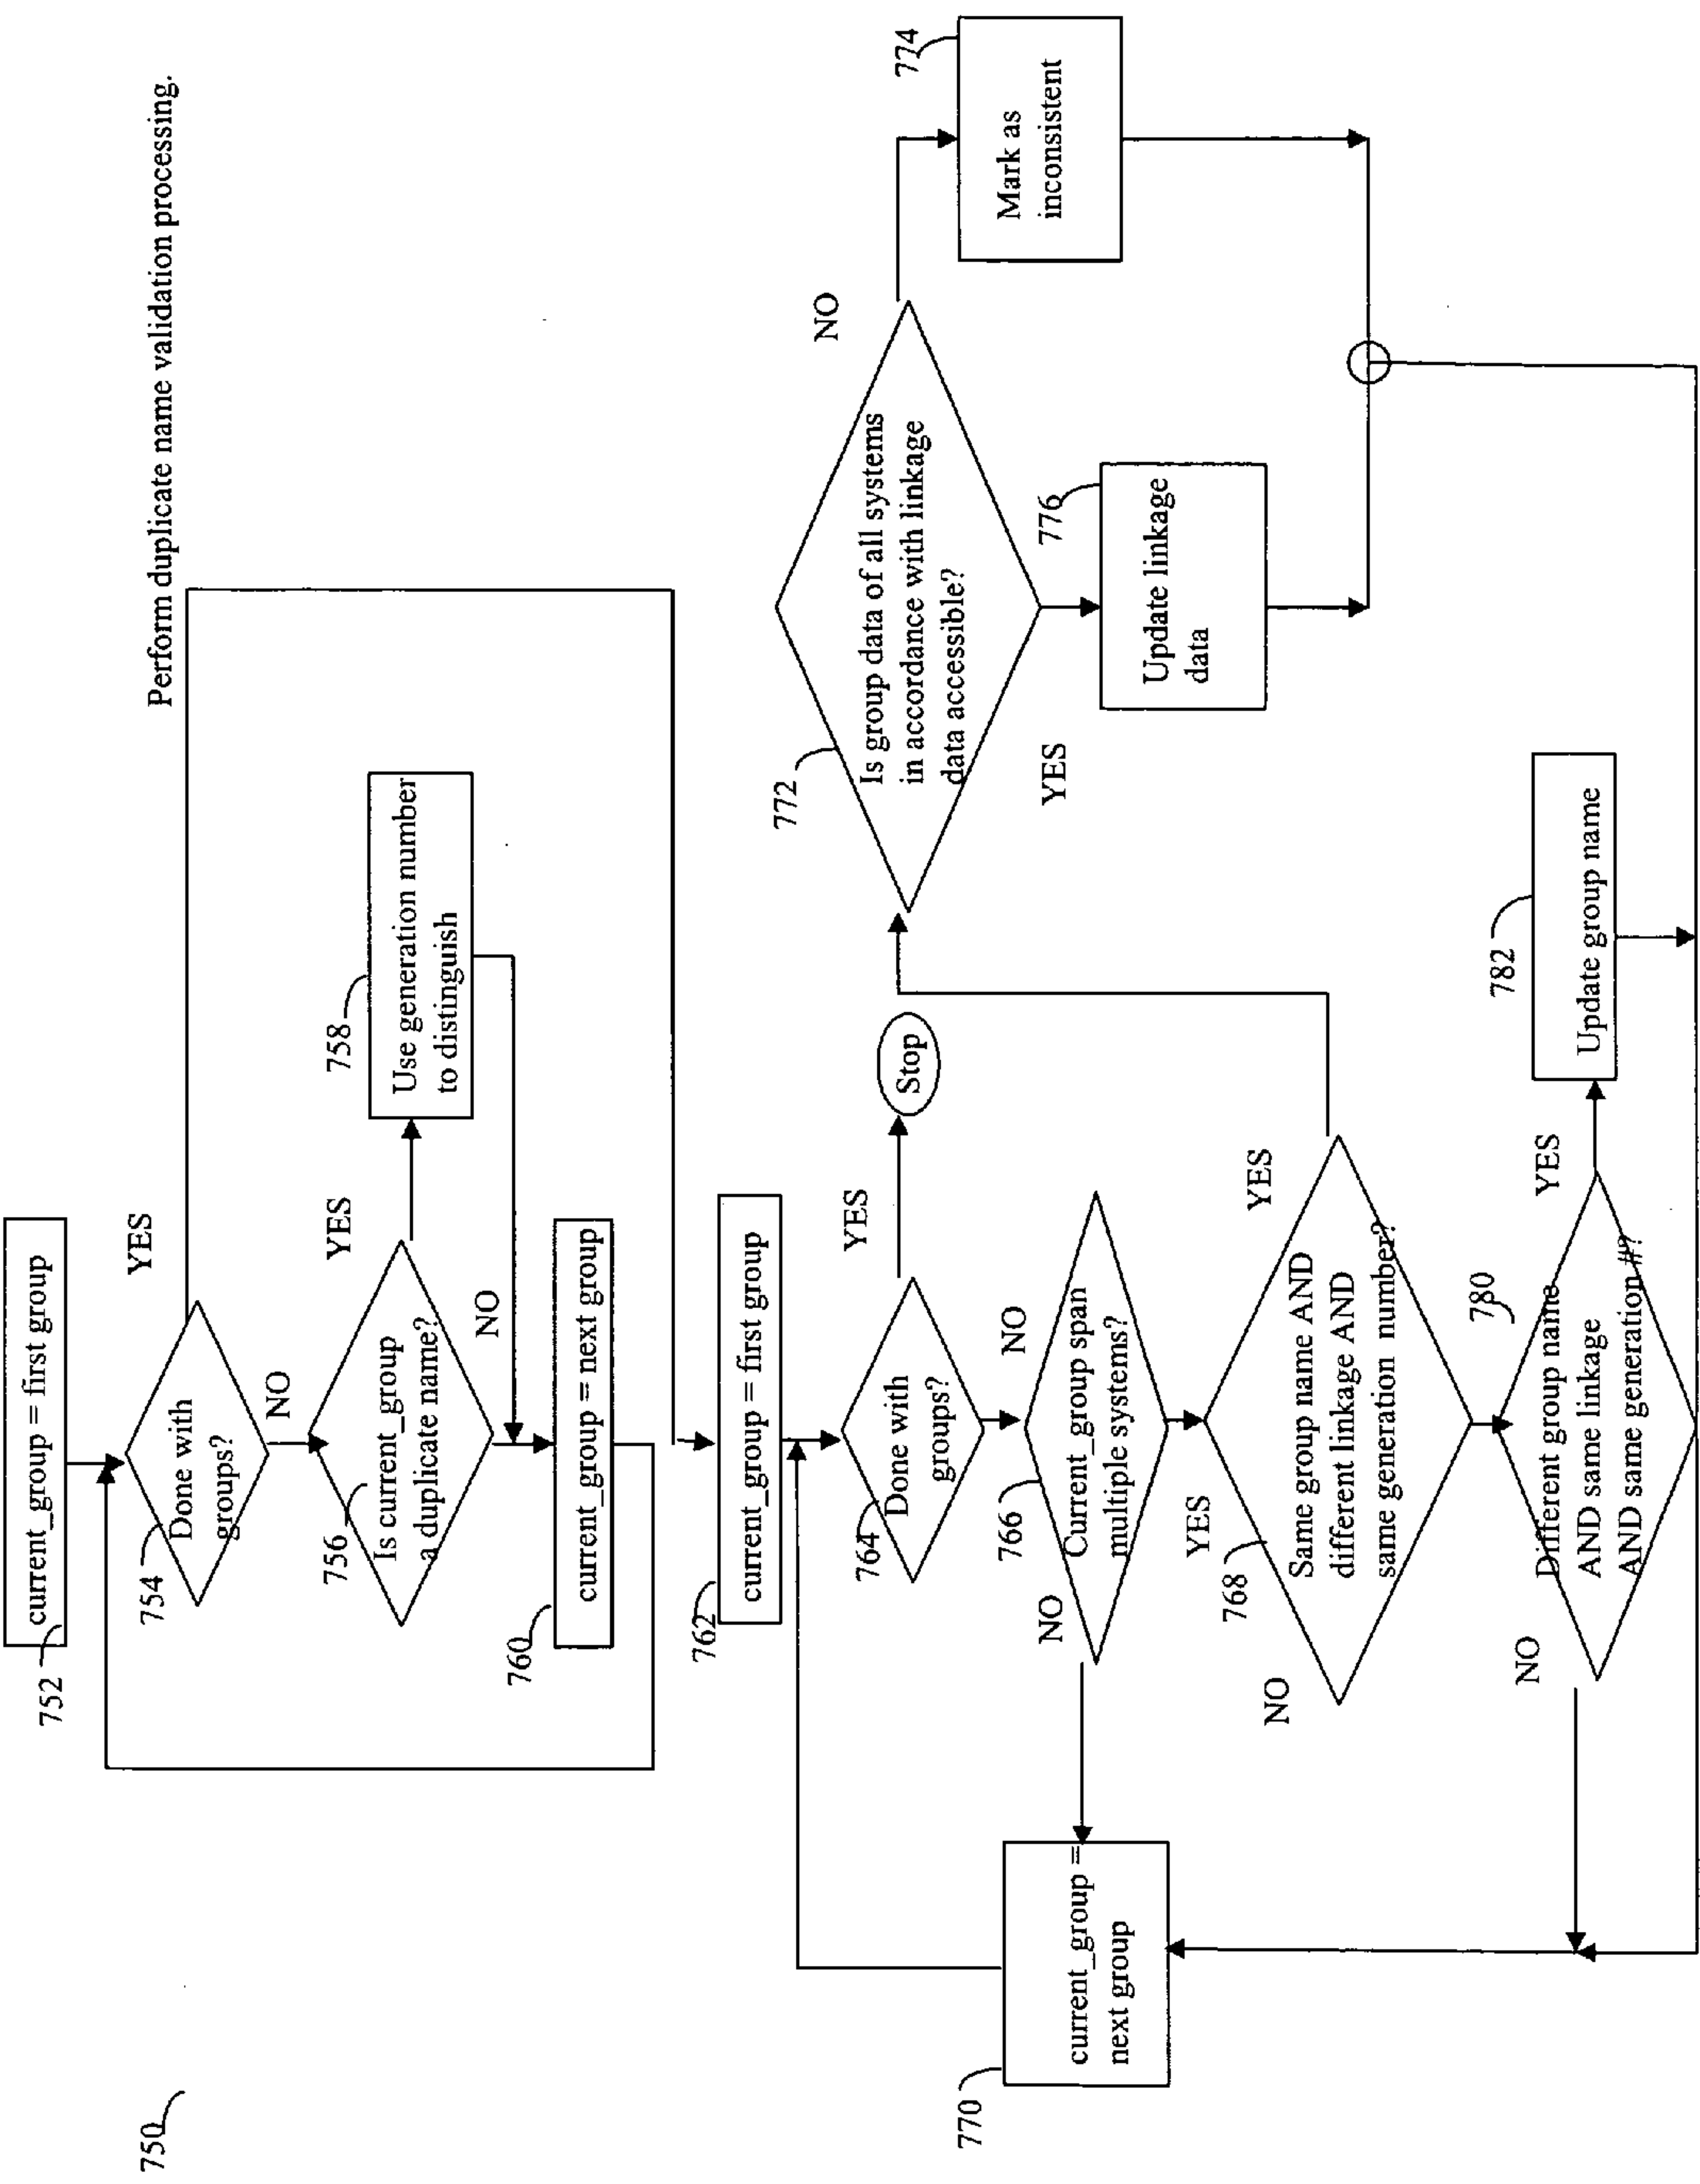 750
Perform duplicate name validation processing.
752
current_group = first group
754
Done with
groups?
YES
NO
756
Is current_group
a duplicate name?
YES
NO
758
Use generation number
to distinguish
760
current_group = next group
762
current_group = first group
764
Done with
groups?
YES
Stop
NO
766
Current_group span
multiple systems?
NO
YES
770
current_group =
next group
768
Same group name AND
different linkage AND
same generation number?
YES
NO
772
Is group data of all systems
in accordance with linkage
data accessible?
NO
YES
774
Mark as
inconsistent
776
Update linkage
data
780
Different group name
AND same linkage
AND same generation #?
NO
YES
782
Update group name